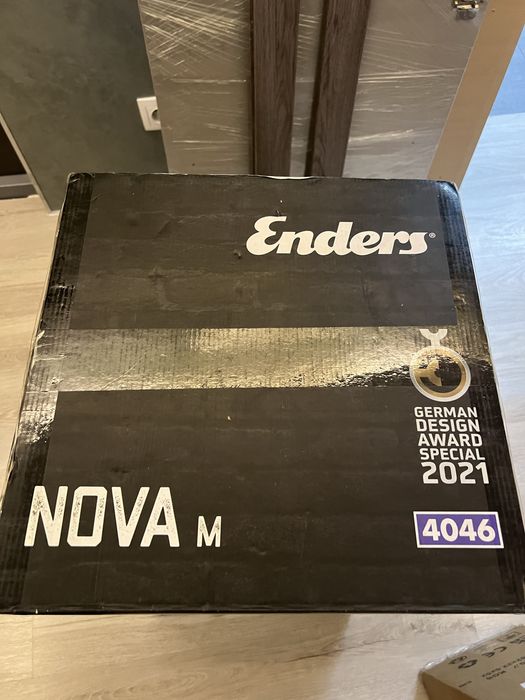 Enders®
GERMAN
DESIGN
AWARD
SPECIAL
2021
NOVA M
4046